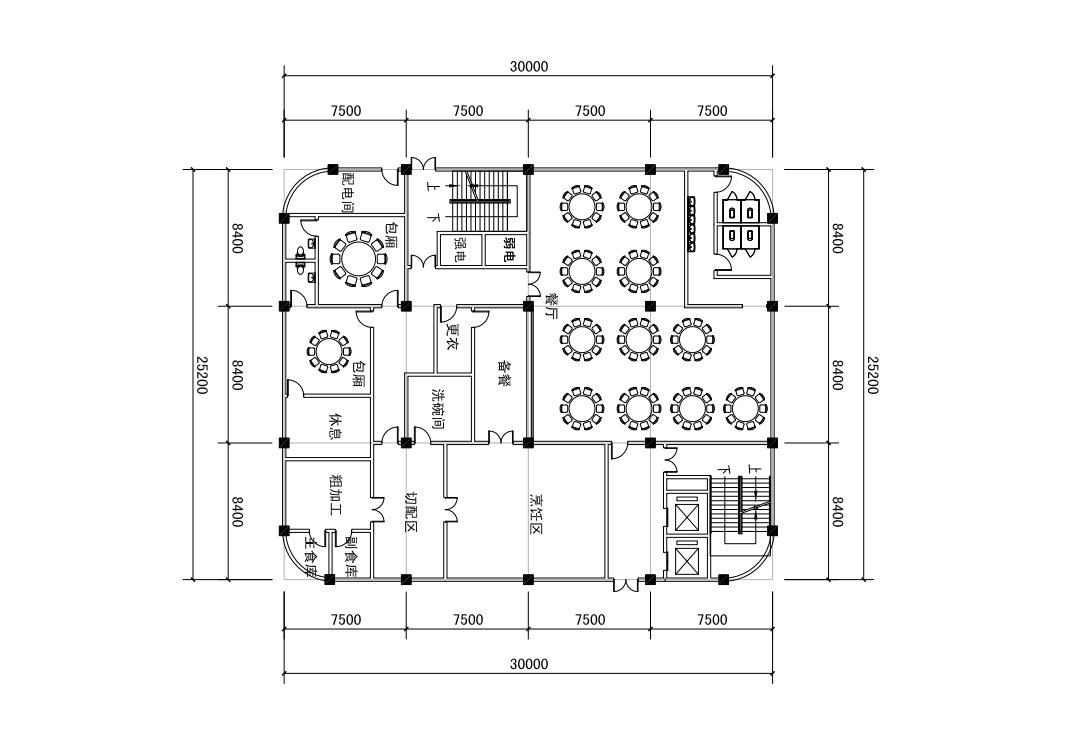 30000
7500
7500
7500
7500
配电间
上
下
包厢
强电
弱电
8400
8400
餐厅
更衣
25200
8400
包厢
备餐
8400
25200
休息
洗碗间
上
下
粗加工
切配区
烹饪区
8400
8400
主食库
副食库
7500
7500
7500
7500
30000